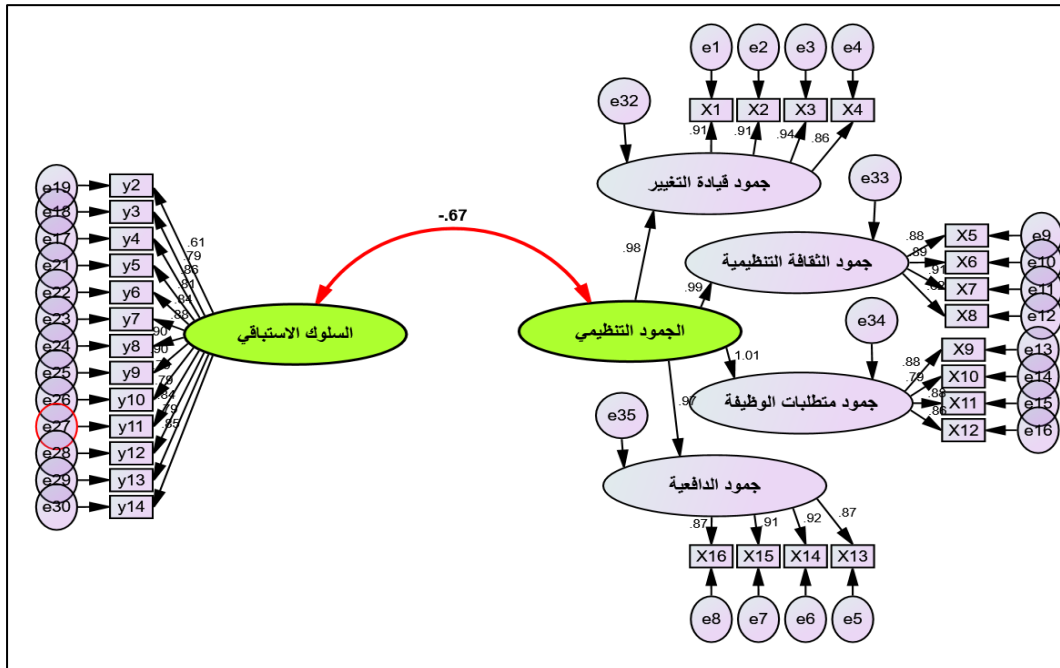 e1 e2 e3 e4
e32
X1 X2 X3 X4
.91 .91 .94 .86
جمود قيادة التغيير
e33
e19 y2
e18 y3
e17 y4
e21 y5
e22 y6
e23 y7
e24 y8
e25 y9
e26 y10
e27 y11
e28 y12
e29 y13
e30 y14
.61
.79
.86
.81
.84
.88
.90
.90
.79
.84
.79
.85
السلوك الاستباقي
-.67
الجمود التنظيمي
.98
.99
1.01
.97
جمود الثقافة التنظيمية
.88 X5 e9
.89 X6 e10
.91 X7 e11
X8 e12
e34
جمود متطلبات الوظيفة
.88 X9 e13
.79 X10 e14
.88 X11 e15
.86 X12 e16
e35
جمود الدافعية
.87 .91 .92 .87
X16 X15 X14 X13
e8 e7 e6 e5